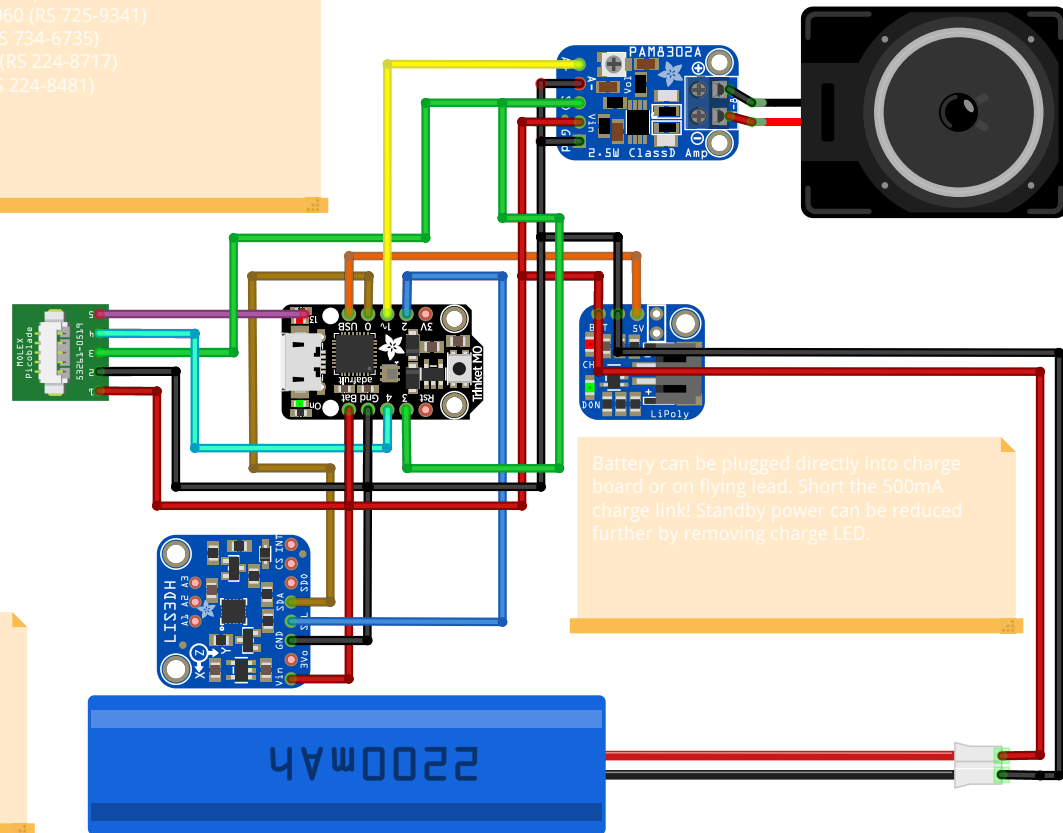 060 (RS 725-9341)
S 734-6735)
(RS 224-8717)
S 224-8481)
PAM8302A
A+
A-
SD
Vin
Gnd
Vol
2.5W ClassD Amp
MOLEX
Picoblade
53261-0519
5
4
3
2
1
13
USB
0
1~
2
3V
adafruit
Trinket M0
On
Bat
Gnd
4
3
Rst
BAT
5V
CH
DON
LiPoly
Battery can be plugged directly into charge
board or on flying lead. Short the 500mA
charge link! Standby power can be reduced
further by removing charge LED.
LIS3DH
A3
A2
A1
INT
CS
SDO
SDA
SCL
GND
3Vo
Vin
X
Y
Z
2200mAh